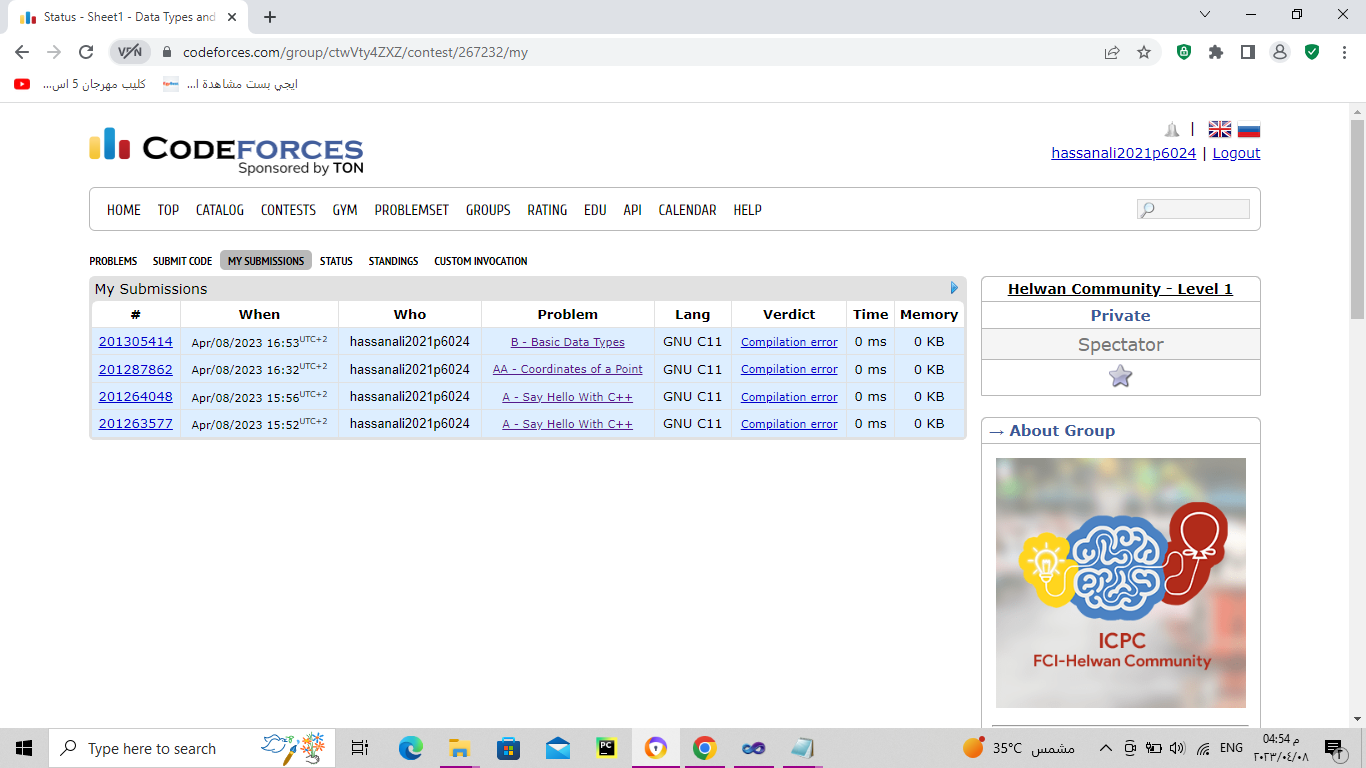 Status - Sheet1 - Data Types and
VPN
codeforces.com/group/ctwVty4ZXZ/contest/267232/my
كليب مهرجان 5 اس...
ايجي بست مشاهدة ا...
CODEFORCES
Sponsored by TON
hassanali2021p6024 | Logout
HOME TOP CATALOG CONTESTS GYM PROBLEMSET GROUPS RATING EDU API CALENDAR HELP
PROBLEMS SUBMIT CODE MY SUBMISSIONS STATUS STANDINGS CUSTOM INVOCATION
My Submissions
# When Who Problem Lang Verdict Time Memory
201305414 Apr/08/2023 16:53UTC+2 hassanali2021p6024 B - Basic Data Types GNU C11 Compilation error 0 ms 0 KB
201287862 Apr/08/2023 16:32UTC+2 hassanali2021p6024 AA - Coordinates of a Point GNU C11 Compilation error 0 ms 0 KB
201264048 Apr/08/2023 15:56UTC+2 hassanali2021p6024 A - Say Hello With C++ GNU C11 Compilation error 0 ms 0 KB
201263577 Apr/08/2023 15:52UTC+2 hassanali2021p6024 A - Say Hello With C++ GNU C11 Compilation error 0 ms 0 KB
Helwan Community - Level 1
Private
Spectator
→ About Group
ICPC
FCI-Helwan Community
Type here to search
PC
35°C مشمس
ENG
04:54 م
٢٠٢٣/٠٤/٠٨